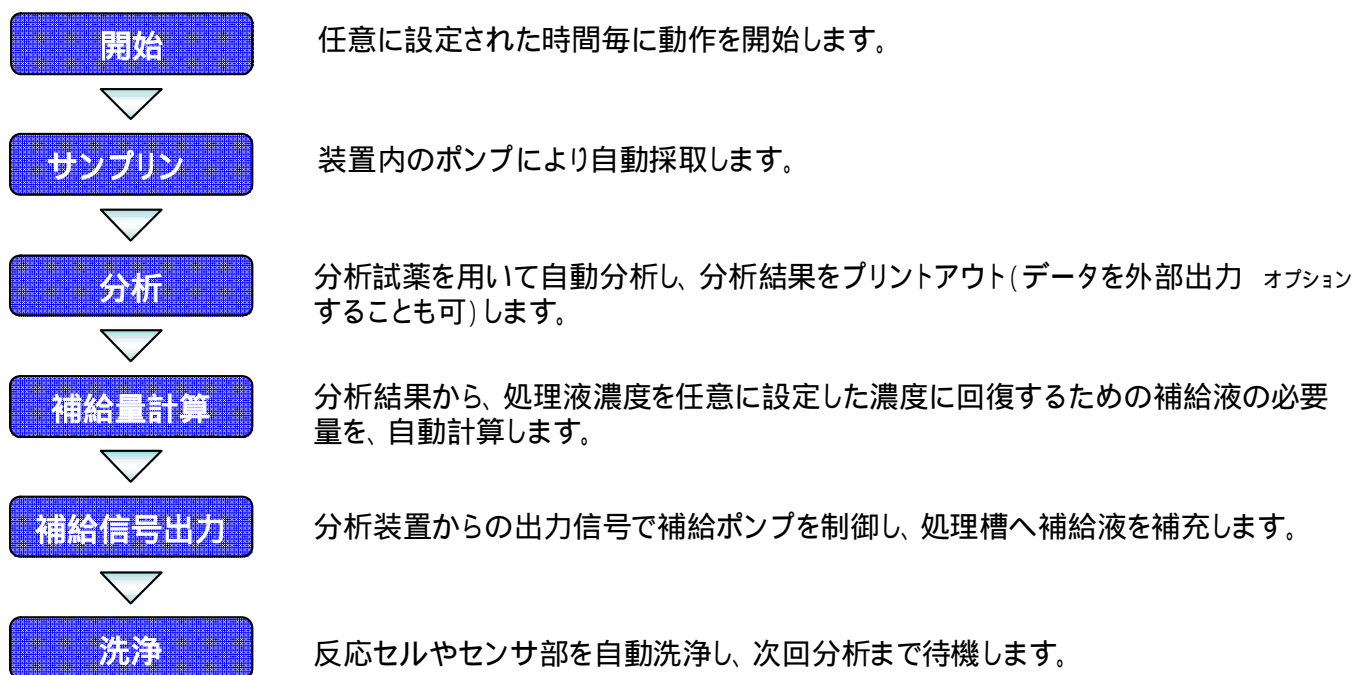 開始
任意に設定された時間毎に動作を開始します。
サンプリン
装置内のポンプにより自動採取します。
分析
分析試薬を用いて自動分析し、分析結果をプリントアウト(データを外部出力 オプション
することも可)します。
補給量計算
分析結果から、処理液濃度を任意に設定した濃度に回復するための補給液の必要
量を、自動計算します。
補給信号出力
分析装置からの出力信号で補給ポンプを制御し、処理槽へ補給液を補充します。
洗浄
反応セルやセンサ部を自動洗浄し、次回分析まで待機します。